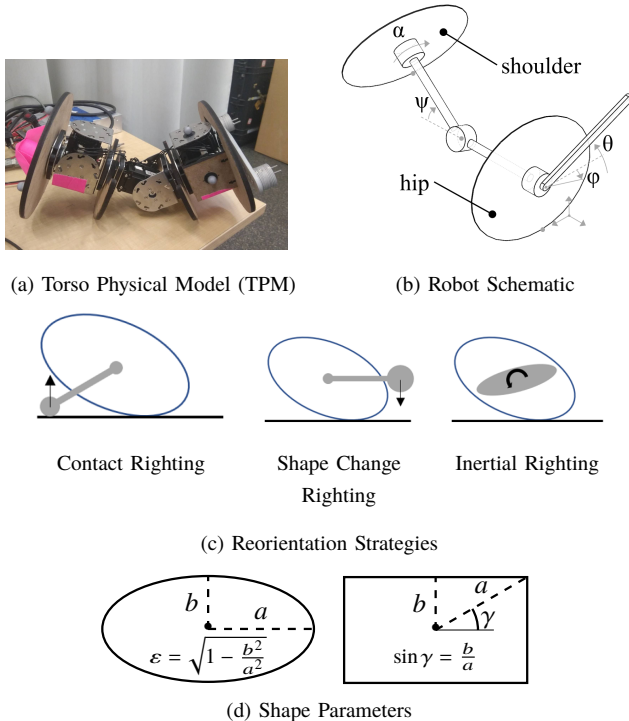 α
shoulder
ψ
θ
hip
φ
(a) Torso Physical Model (TPM)
(b) Robot Schematic
Contact Righting
Shape Change
Righting
Inertial Righting
(c) Reorientation Strategies
b
a
ε = √1 − b²/a²
b
a
γ
sin γ = b/a
(d) Shape Parameters